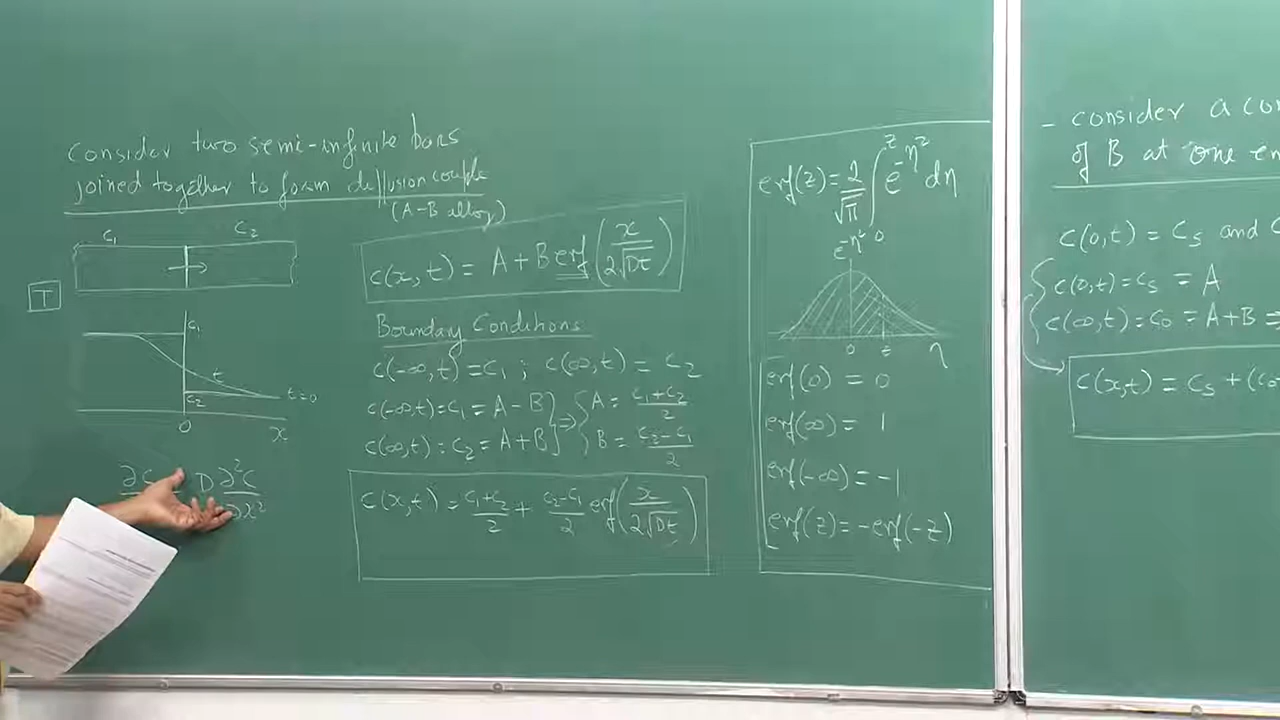 Consider two semi-infinite bars
joined together to form diffusion couple
(A-B alloy)
C₁ C₂
T
C₁
t
C₂ t=0
0 x
∂C D ∂²C
∂x²
c(x,t) = A + B erf(x/2√Dt)
Boundary Conditions
c(-∞,t) = C₁ ; c(∞,t) = C₂
c(-∞,t) = C₁ = A - B
c(∞,t) = C₂ = A + B
⇒ { A = (C₁+C₂)/2
B = (C₂-C₁)/2
c(x,t) = (C₁+C₂)/2 + (C₂-C₁)/2 erf(x/2√Dt)
erf(z) = 2/√π ∫₀ᶻ e^-η² dη
e^-η²
0 z η
erf(0) = 0
erf(∞) = 1
erf(-∞) = -1
erf(z) = -erf(-z)
- consider a co
of B at one en
c(0,t) = Cs and C
c(0,t) = Cs = A
c(∞,t) = C₀ = A+B =
c(x,t) = Cs + (C₀